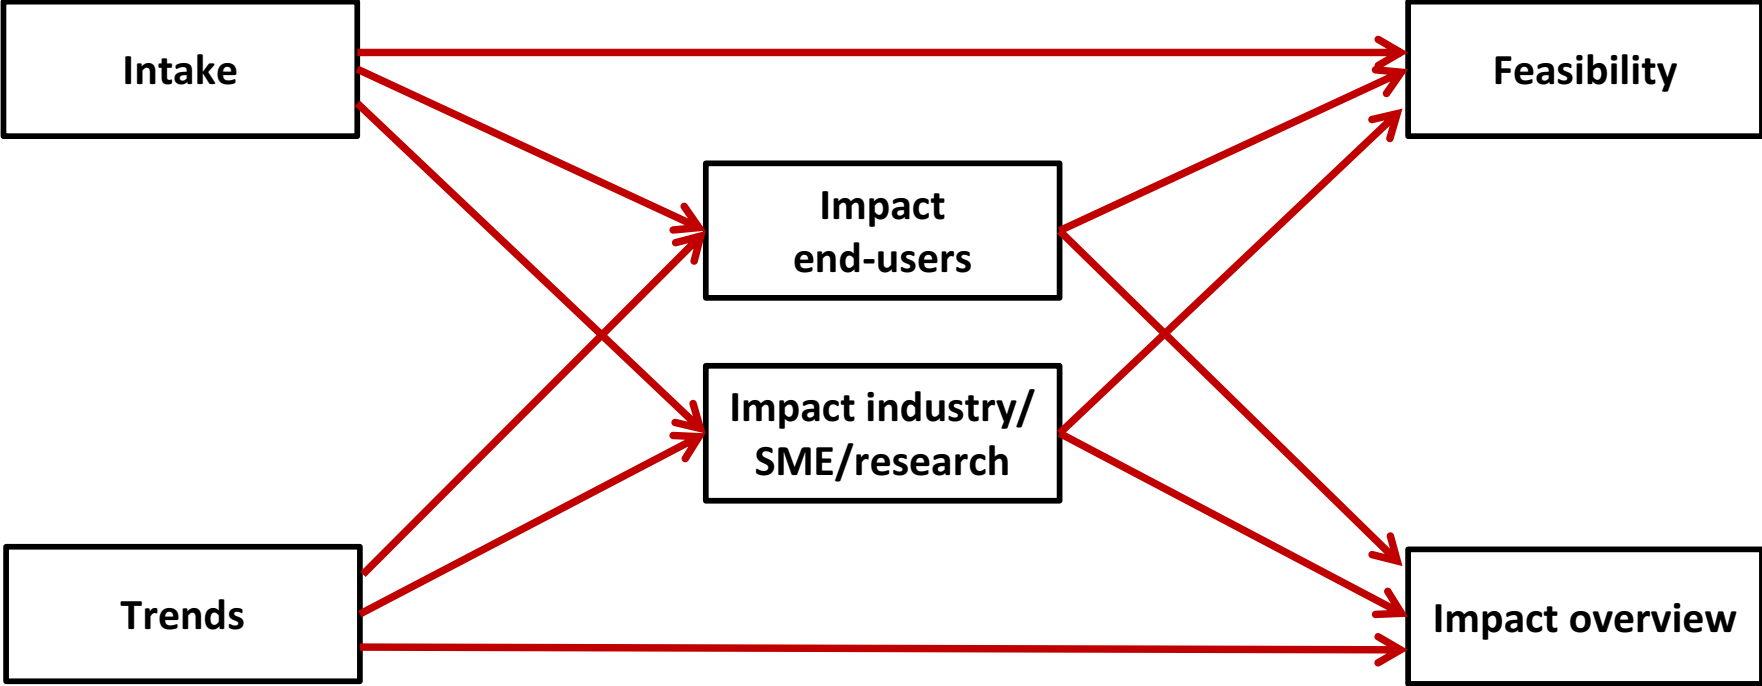 Intake
Feasibility
Impact
end-users
Impact industry/
SME/research
Trends
Impact overview